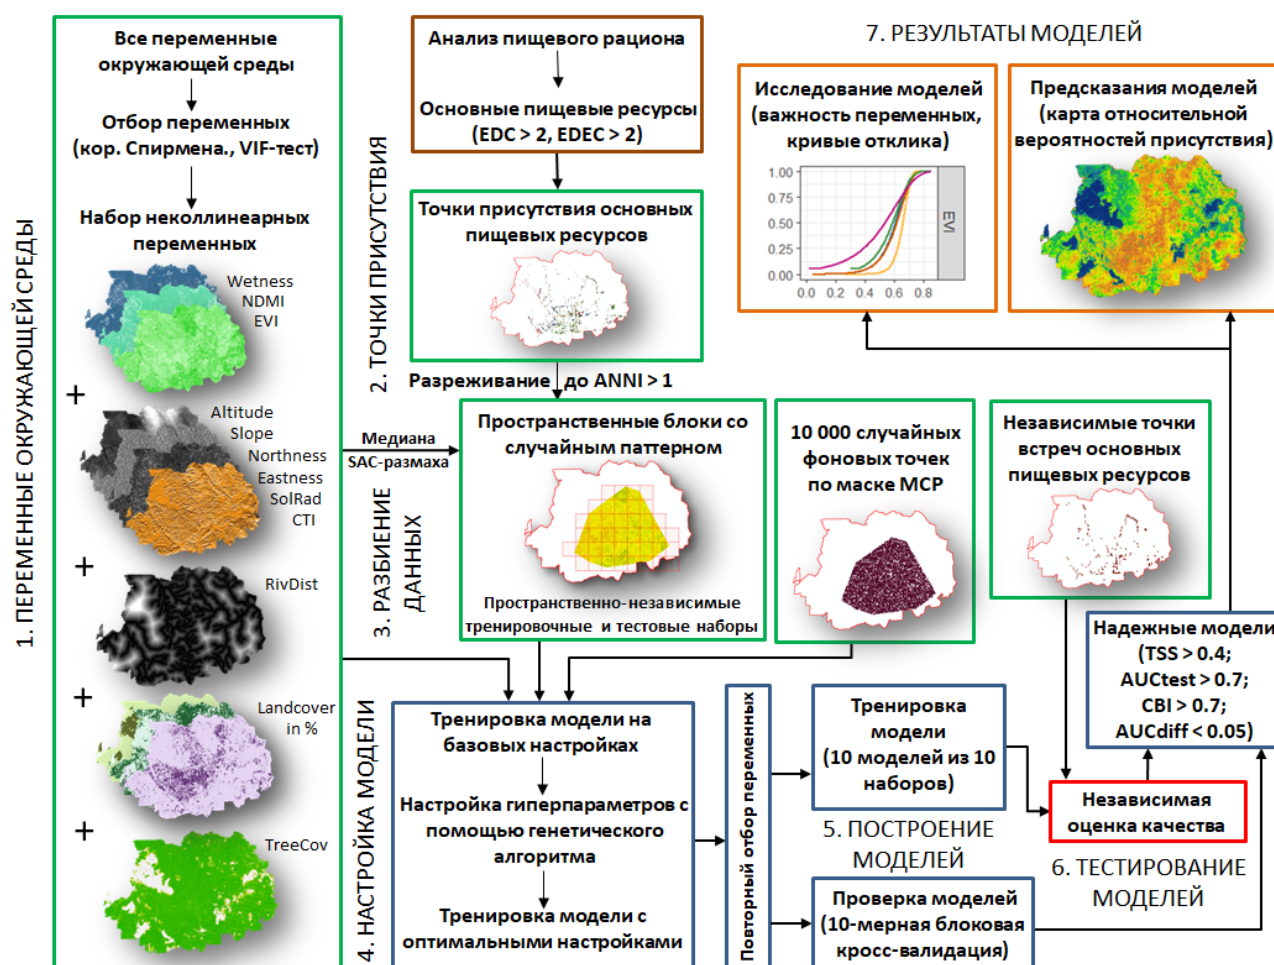 1. ПЕРЕМЕННЫЕ ОКРУЖАЮЩЕЙ СРЕДЫ
Все переменные
окружающей среды
Отбор переменных
(кор. Спирмена., VIF-тест)
Набор неколлинеарных
переменных
Wetness
NDMI
EVI
+
Altitude
Slope
Northness
Eastness
SolRad
CTI
+
RivDist
+
Landcover
in %
+
TreeCov
2. ТОЧКИ ПРИСУТСТВИЯ
Анализ пищевого рациона
Основные пищевые ресурсы
(EDC > 2, EDEC > 2)
Точки присутствия основных
пищевых ресурсов
Разреживание до ANNI > 1
Медиана
SAC-размаха
3. РАЗБИЕНИЕ
ДАННЫХ
Пространственные блоки со
случайным паттерном
Пространственно-независимые
тренировочные и тестовые наборы
10 000 случайных
фоновых точек
по маске MCP
Независимые точки
встреч основных
пищевых ресурсов
4. НАСТРОЙКА МОДЕЛИ
Тренировка модели на
базовых настройках
Настройка гиперпараметров с
помощью генетического
алгоритма
Тренировка модели с
оптимальными настройками
Повторный отбор переменных
Тренировка
модели
(10 моделей из 10
наборов)
5. ПОСТРОЕНИЕ
МОДЕЛЕЙ
Проверка моделей
(10-мерная блоковая
кросс-валидация)
Независимая
оценка качества
6. ТЕСТИРОВАНИЕ
МОДЕЛЕЙ
Надежные модели
(TSS > 0.4;
AUCtest > 0.7;
CBI > 0.7;
AUCdiff < 0.05)
7. РЕЗУЛЬТАТЫ МОДЕЛЕЙ
Исследование моделей
(важность переменных,
кривые отклика)
1.00
0.75
0.50
0.25
0.00
0.0 0.2 0.4 0.6 0.8
EVI
Предсказания моделей
(карта относительной
вероятностей присутствия)